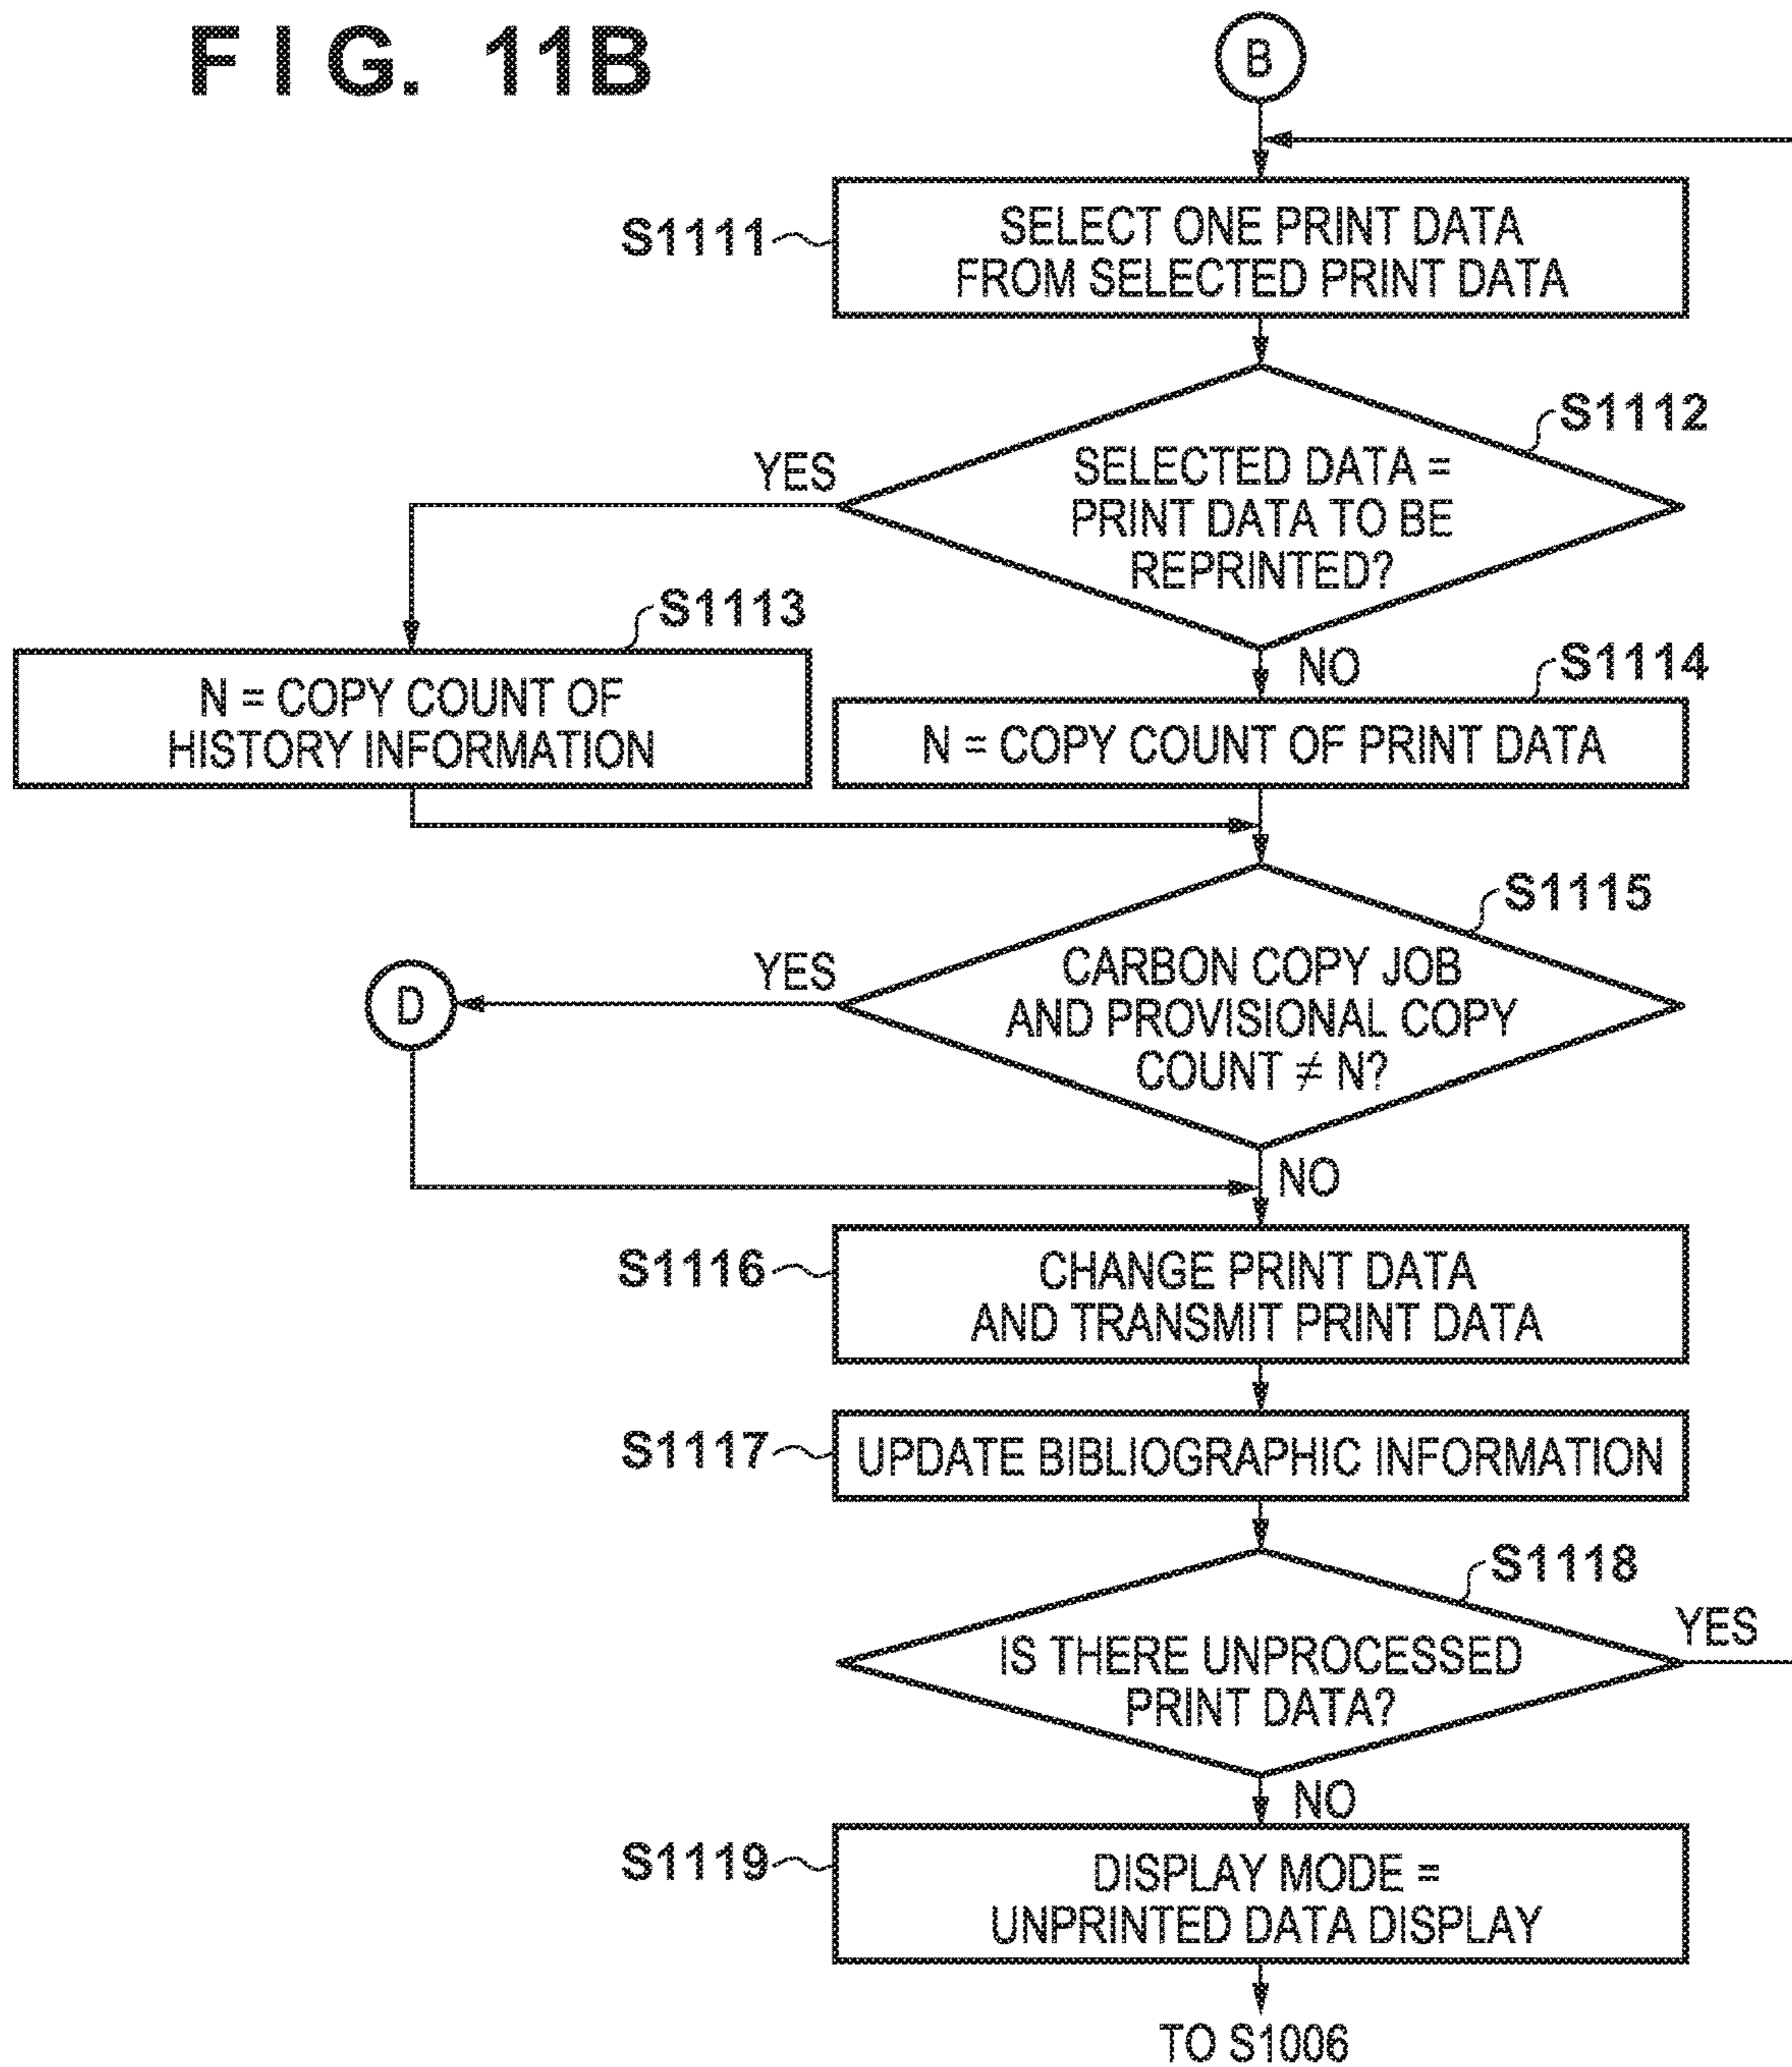 FIG. 11B
B
S1111
SELECT ONE PRINT DATA
FROM SELECTED PRINT DATA
S1112
YES
SELECTED DATA =
PRINT DATA TO BE
REPRINTED?
S1113
NO
S1114
N = COPY COUNT OF
HISTORY INFORMATION
N = COPY COUNT OF PRINT DATA
S1115
YES
CARBON COPY JOB
AND PROVISIONAL COPY
COUNT ≠ N?
D
NO
S1116
CHANGE PRINT DATA
AND TRANSMIT PRINT DATA
S1117
UPDATE BIBLIOGRAPHIC INFORMATION
S1118
YES
IS THERE UNPROCESSED
PRINT DATA?
NO
S1119
DISPLAY MODE =
UNPRINTED DATA DISPLAY
TO S1006